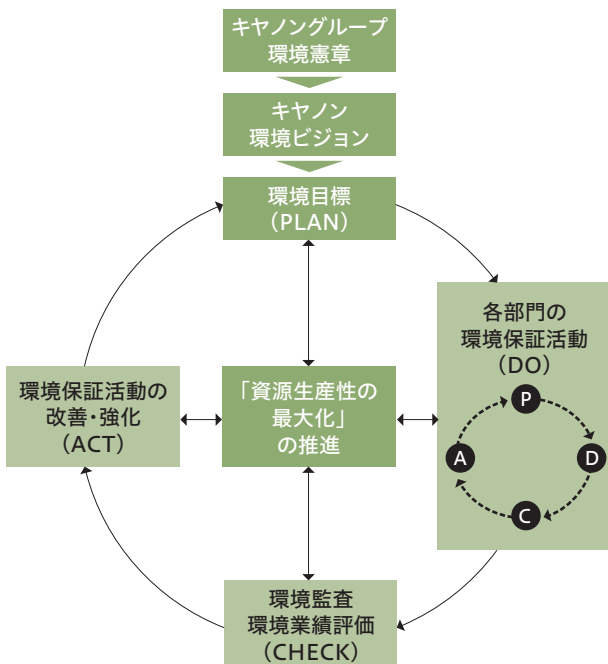 キヤノングループ
環境憲章
キヤノン
環境ビジョン
環境目標
（PLAN）
各部門の
環境保証活動
（DO）
P
D
C
A
環境保証活動の
改善・強化
（ACT）
「資源生産性の
最大化」
の推進
環境監査
環境業績評価
（CHECK）